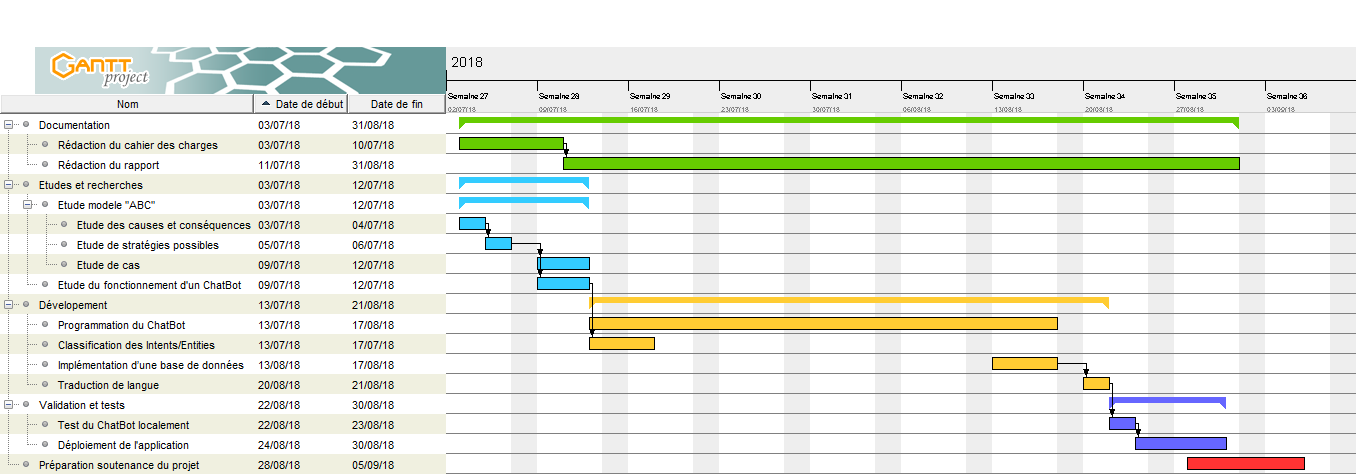 GANTT
project
2018
Nom Date de début Date de fin
Semaine 27 Semaine 28 Semaine 29 Semaine 30 Semaine 31 Semaine 32 Semaine 33 Semaine 34 Semaine 35 Semaine 36
02/07/18 09/07/18 16/07/18 23/07/18 30/07/18 06/08/18 13/08/18 20/08/18 27/08/18 03/09/18
Documentation 03/07/18 31/08/18
Rédaction du cahier des charges 03/07/18 10/07/18
Rédaction du rapport 11/07/18 31/08/18
Etudes et recherches 03/07/18 12/07/18
Etude modele "ABC" 03/07/18 12/07/18
Etude des causes et conséquences 03/07/18 04/07/18
Etude de stratégies possibles 05/07/18 06/07/18
Etude de cas 09/07/18 12/07/18
Etude du fonctionnement d'un ChatBot 09/07/18 12/07/18
Dévelopement 13/07/18 21/08/18
Programmation du ChatBot 13/07/18 17/08/18
Classification des Intents/Entities 13/07/18 17/07/18
Implémentation d'une base de données 13/08/18 17/08/18
Traduction de langue 20/08/18 21/08/18
Validation et tests 22/08/18 30/08/18
Test du ChatBot localement 22/08/18 23/08/18
Déploiement de l'application 24/08/18 30/08/18
Préparation soutenance du projet 28/08/18 05/09/18